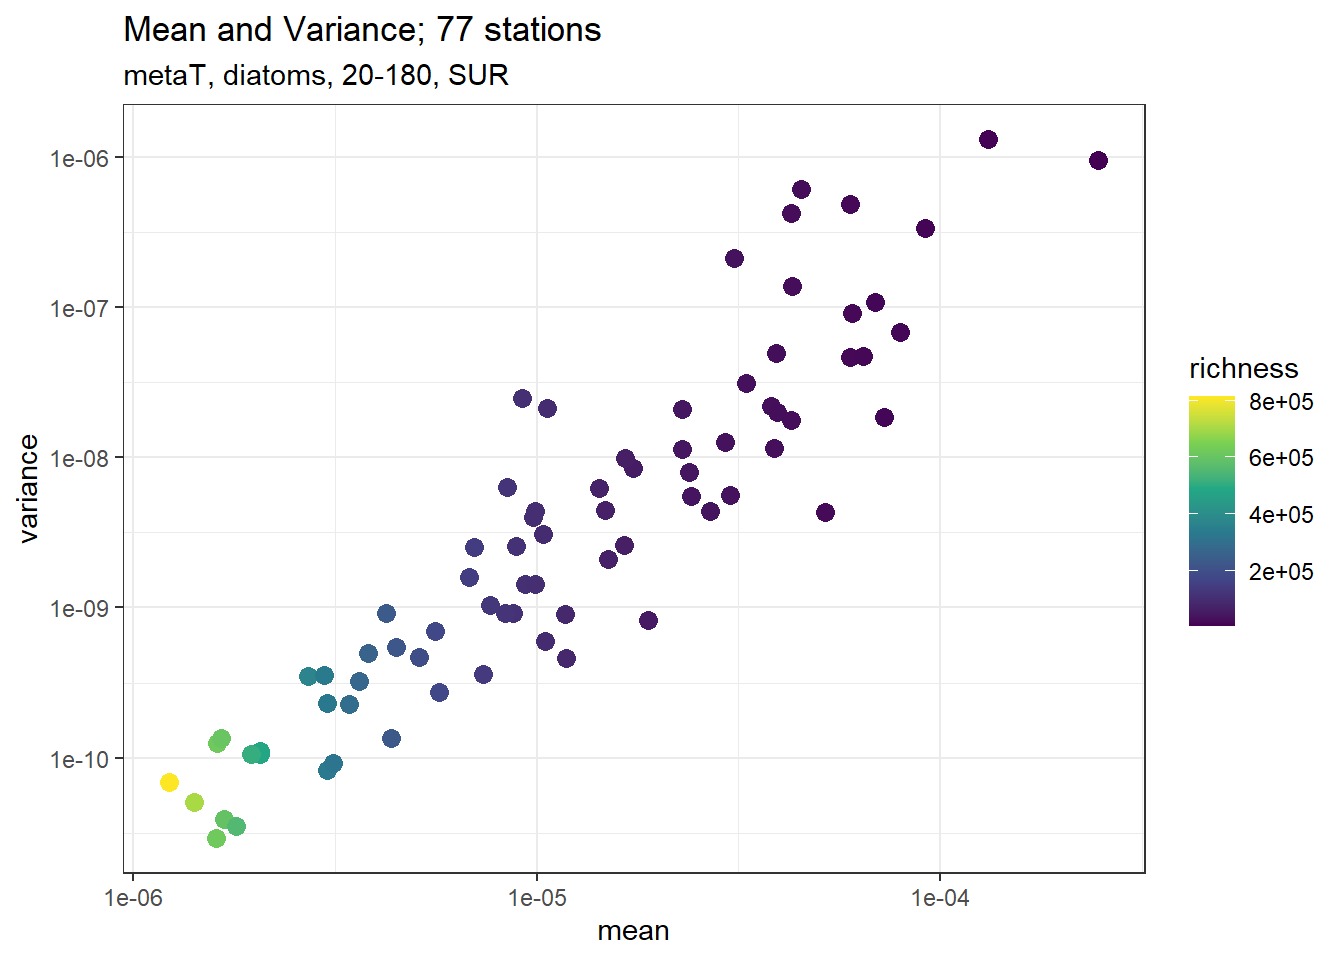 Mean and Variance; 77 stations
metaT, diatoms, 20-180, SUR
variance
1e-06
1e-07
1e-08
1e-09
1e-10
1e-06
1e-05
1e-04
mean
richness
8e+05
6e+05
4e+05
2e+05